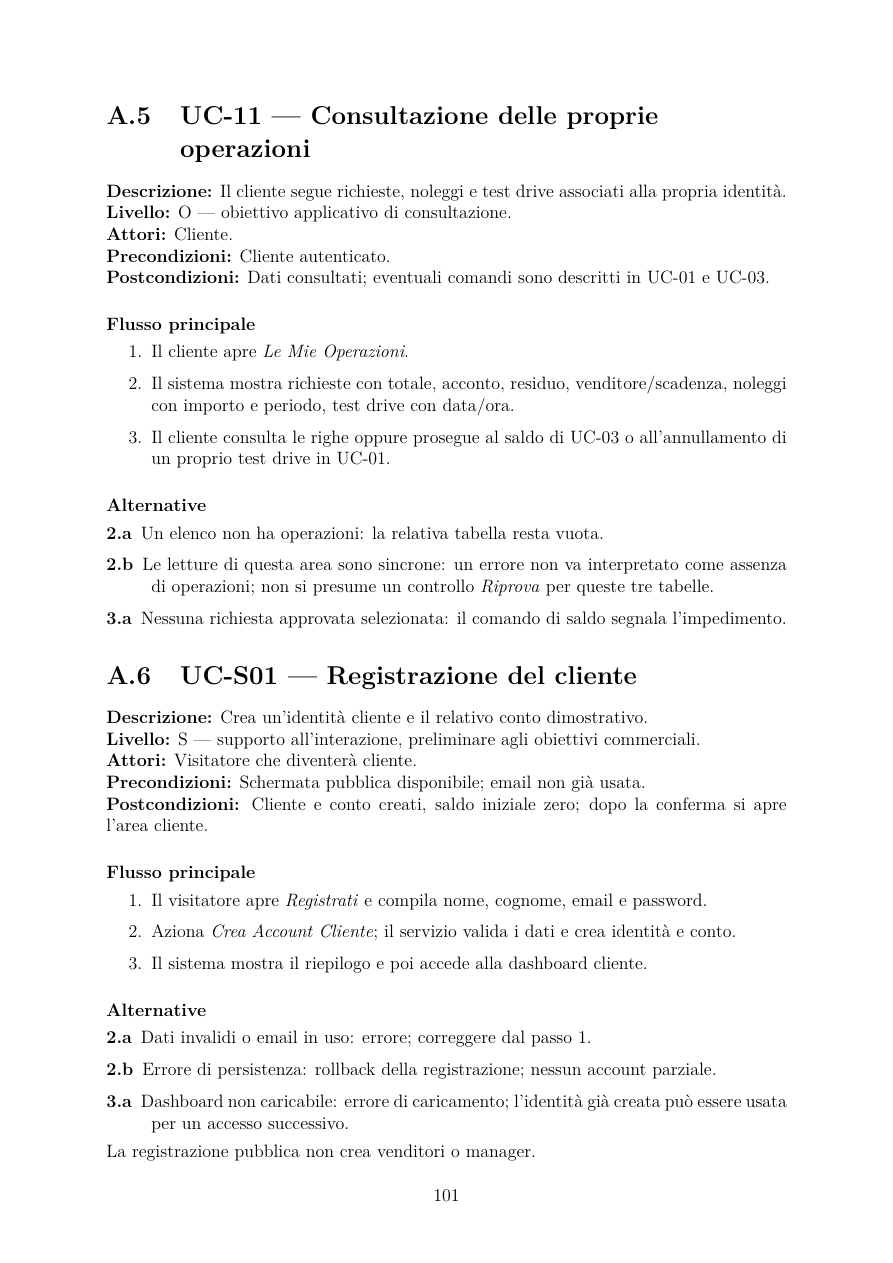 A.5 UC-11 — Consultazione delle proprie
operazioni
Descrizione: Il cliente segue richieste, noleggi e test drive associati alla propria identità.
Livello: O — obiettivo applicativo di consultazione.
Attori: Cliente.
Precondizioni: Cliente autenticato.
Postcondizioni: Dati consultati; eventuali comandi sono descritti in UC-01 e UC-03.
Flusso principale
1. Il cliente apre Le Mie Operazioni.
2. Il sistema mostra richieste con totale, acconto, residuo, venditore/scadenza, noleggi
con importo e periodo, test drive con data/ora.
3. Il cliente consulta le righe oppure prosegue al saldo di UC-03 o all'annullamento di
un proprio test drive in UC-01.
Alternative
2.a Un elenco non ha operazioni: la relativa tabella resta vuota.
2.b Le letture di questa area sono sincrone: un errore non va interpretato come assenza
di operazioni; non si presume un controllo Riprova per queste tre tabelle.
3.a Nessuna richiesta approvata selezionata: il comando di saldo segnala l'impedimento.
A.6 UC-S01 — Registrazione del cliente
Descrizione: Crea un'identità cliente e il relativo conto dimostrativo.
Livello: S — supporto all'interazione, preliminare agli obiettivi commerciali.
Attori: Visitatore che diventerà cliente.
Precondizioni: Schermata pubblica disponibile; email non già usata.
Postcondizioni: Cliente e conto creati, saldo iniziale zero; dopo la conferma si apre
l'area cliente.
Flusso principale
1. Il visitatore apre Registrati e compila nome, cognome, email e password.
2. Aziona Crea Account Cliente; il servizio valida i dati e crea identità e conto.
3. Il sistema mostra il riepilogo e poi accede alla dashboard cliente.
Alternative
2.a Dati invalidi o email in uso: errore; correggere dal passo 1.
2.b Errore di persistenza: rollback della registrazione; nessun account parziale.
3.a Dashboard non caricabile: errore di caricamento; l'identità già creata può essere usata
per un accesso successivo.
La registrazione pubblica non crea venditori o manager.
101